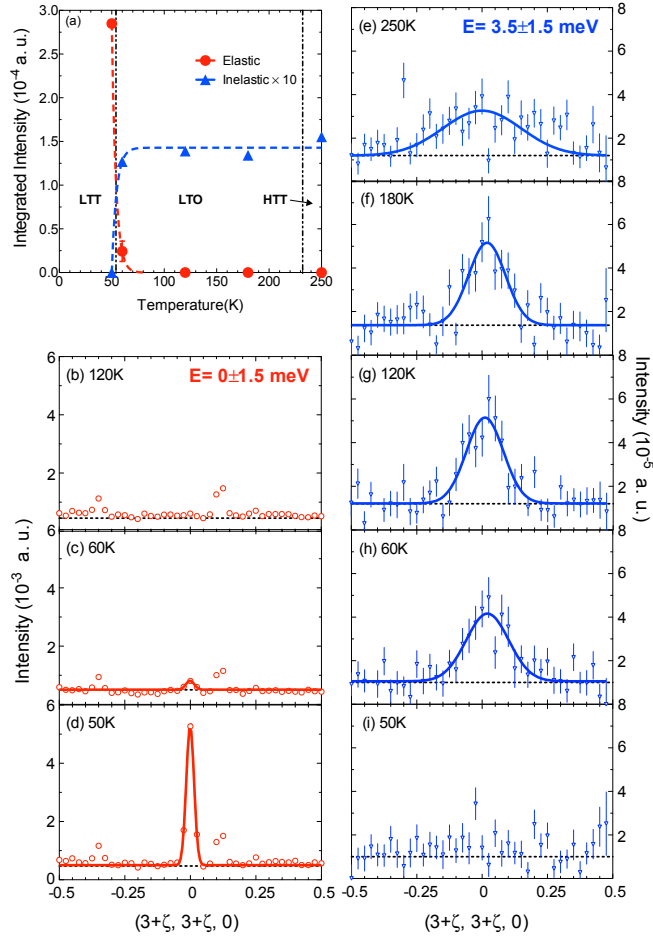 (a)
Integrated Intensity (10⁻⁴ a. u.)
3.0
2.5
2.0
1.5
1.0
0.5
0.0
Elastic
Inelastic × 10
LTT
LTO
HTT
0
50
100
150
200
250
Temperature(K)
(b) 120K
E= 0±1.5 meV
6
4
2
(c) 60K
6
4
2
(d) 50K
6
4
2
0
Intensity (10⁻³ a. u.)
-0.5
-0.25
0
0.25
0.5
(3+ζ, 3+ζ, 0)
(e) 250K
E= 3.5±1.5 meV
8
6
4
2
(f) 180K
8
6
4
2
(g) 120K
8
6
4
2
(h) 60K
8
6
4
2
(i) 50K
8
6
4
2
0
Intensity (10⁻⁵ a. u.)
-0.5
-0.25
0
0.25
0.5
(3+ζ, 3+ζ, 0)